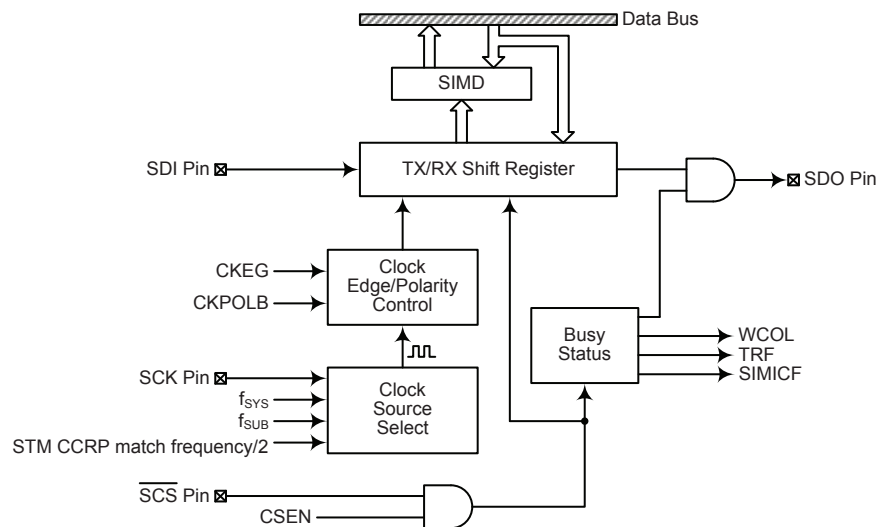 Data Bus
SIMD
SDI Pin
TX/RX Shift Register
SDO Pin
CKEG
CKPOLB
Clock
Edge/Polarity
Control
Busy
Status
WCOL
TRF
SIMICF
SCK Pin
fSYS
fSUB
STM CCRP match frequency/2
Clock
Source
Select
SCS Pin
CSEN